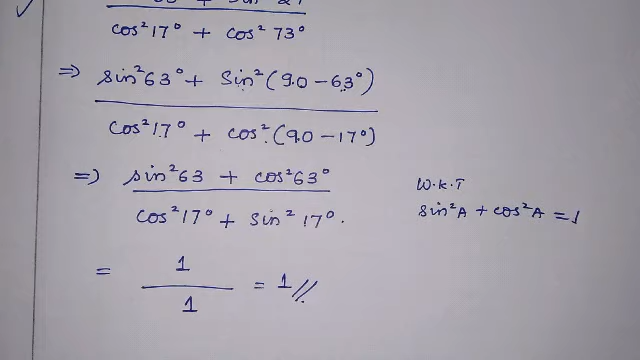 cos²17° + cos²73°
⇒ sin²63° + Sin²(90-63°)
cos²17° + cos²(90-17°)
⇒ sin²63 + cos²63°
cos²17° + sin²17°.
W.K.T
sin²A + cos²A = 1
= 1
1 = 1//